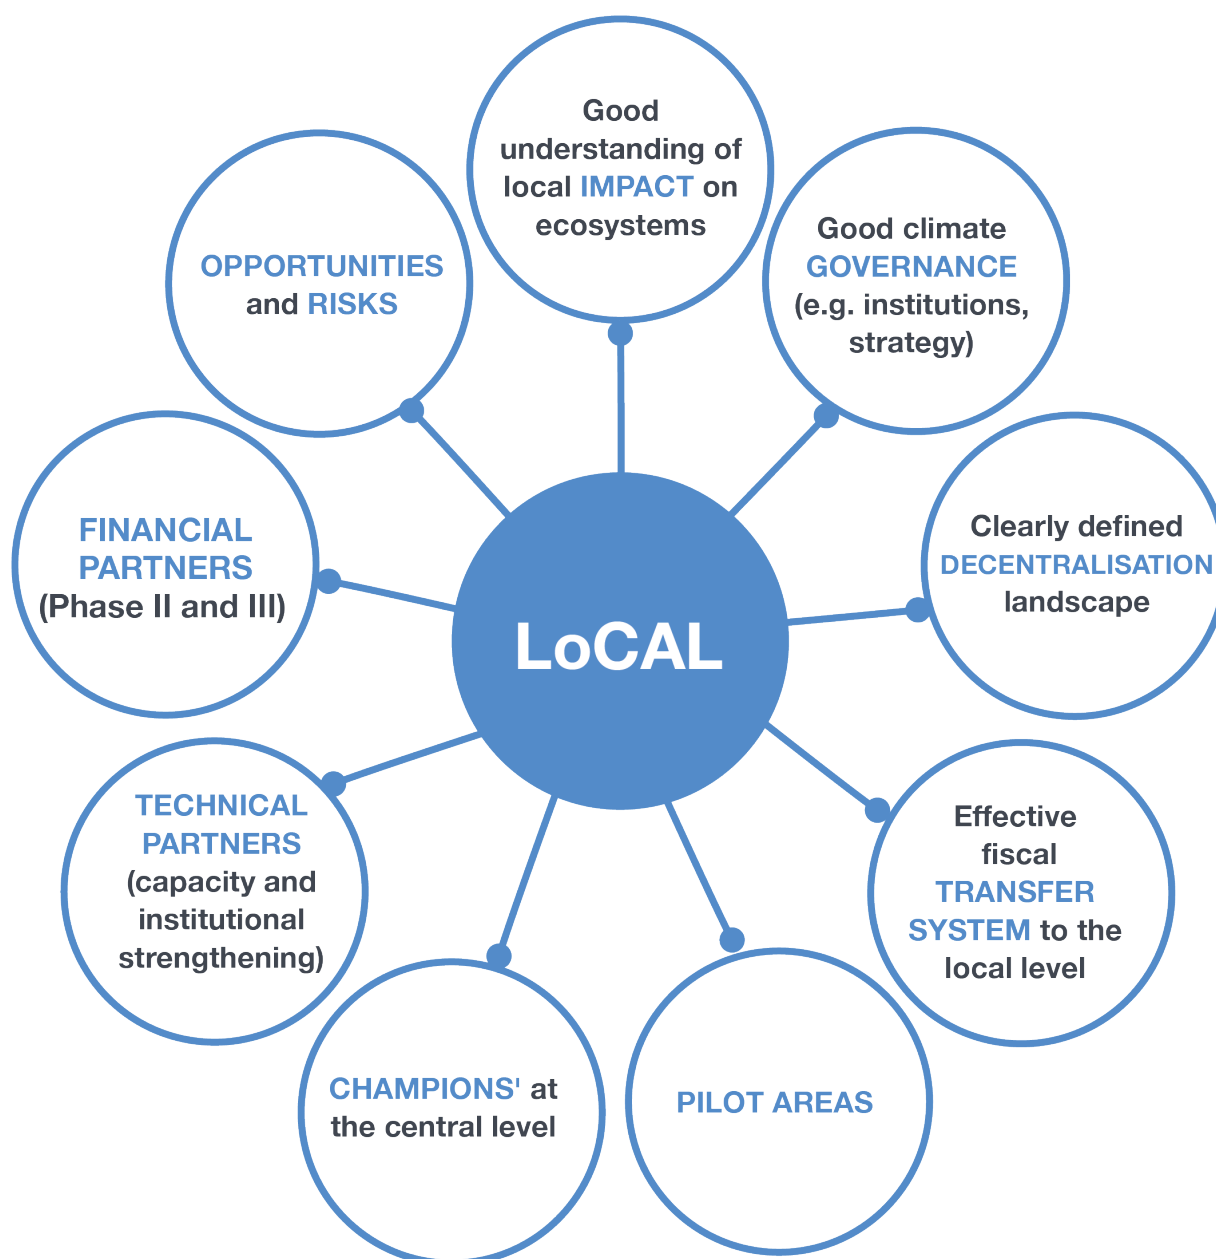 Good
understanding of
local IMPACT on
ecosystems
Good climate
GOVERNANCE
(e.g. institutions,
strategy)
Clearly defined
DECENTRALISATION
landscape
Effective
fiscal
TRANSFER
SYSTEM to the
local level
PILOT AREAS
CHAMPIONS' at
the central level
TECHNICAL
PARTNERS
(capacity and
institutional
strengthening)
FINANCIAL
PARTNERS
(Phase II and III)
OPPORTUNITIES
and RISKS
LoCAL